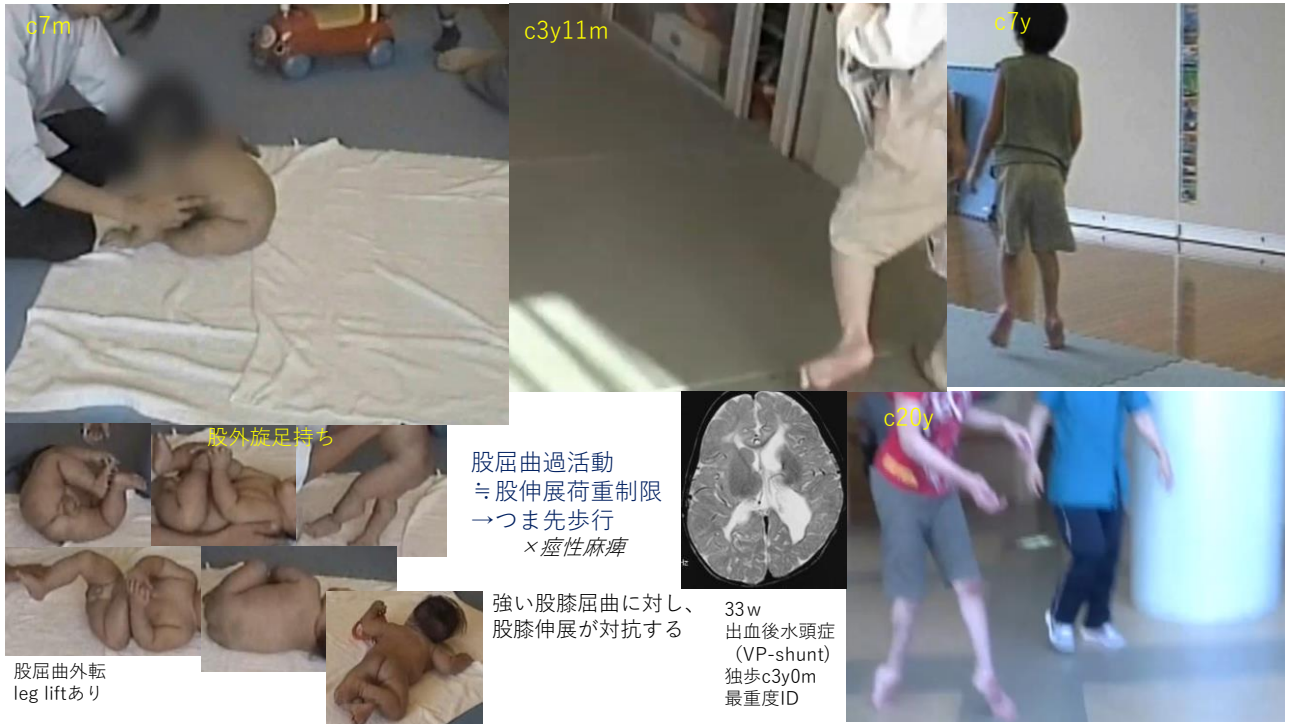 c7m
c3y11m
c7y
股外旋足持ち
股屈曲過活動
≒股伸展荷重制限
→つま先歩行
×痙性麻痺
c20y
強い股膝屈曲に対し、
股膝伸展が対抗する
33w
出血後水頭症
（VP-shunt）
独歩c3y0m
最重度ID
股屈曲外転
leg liftあり